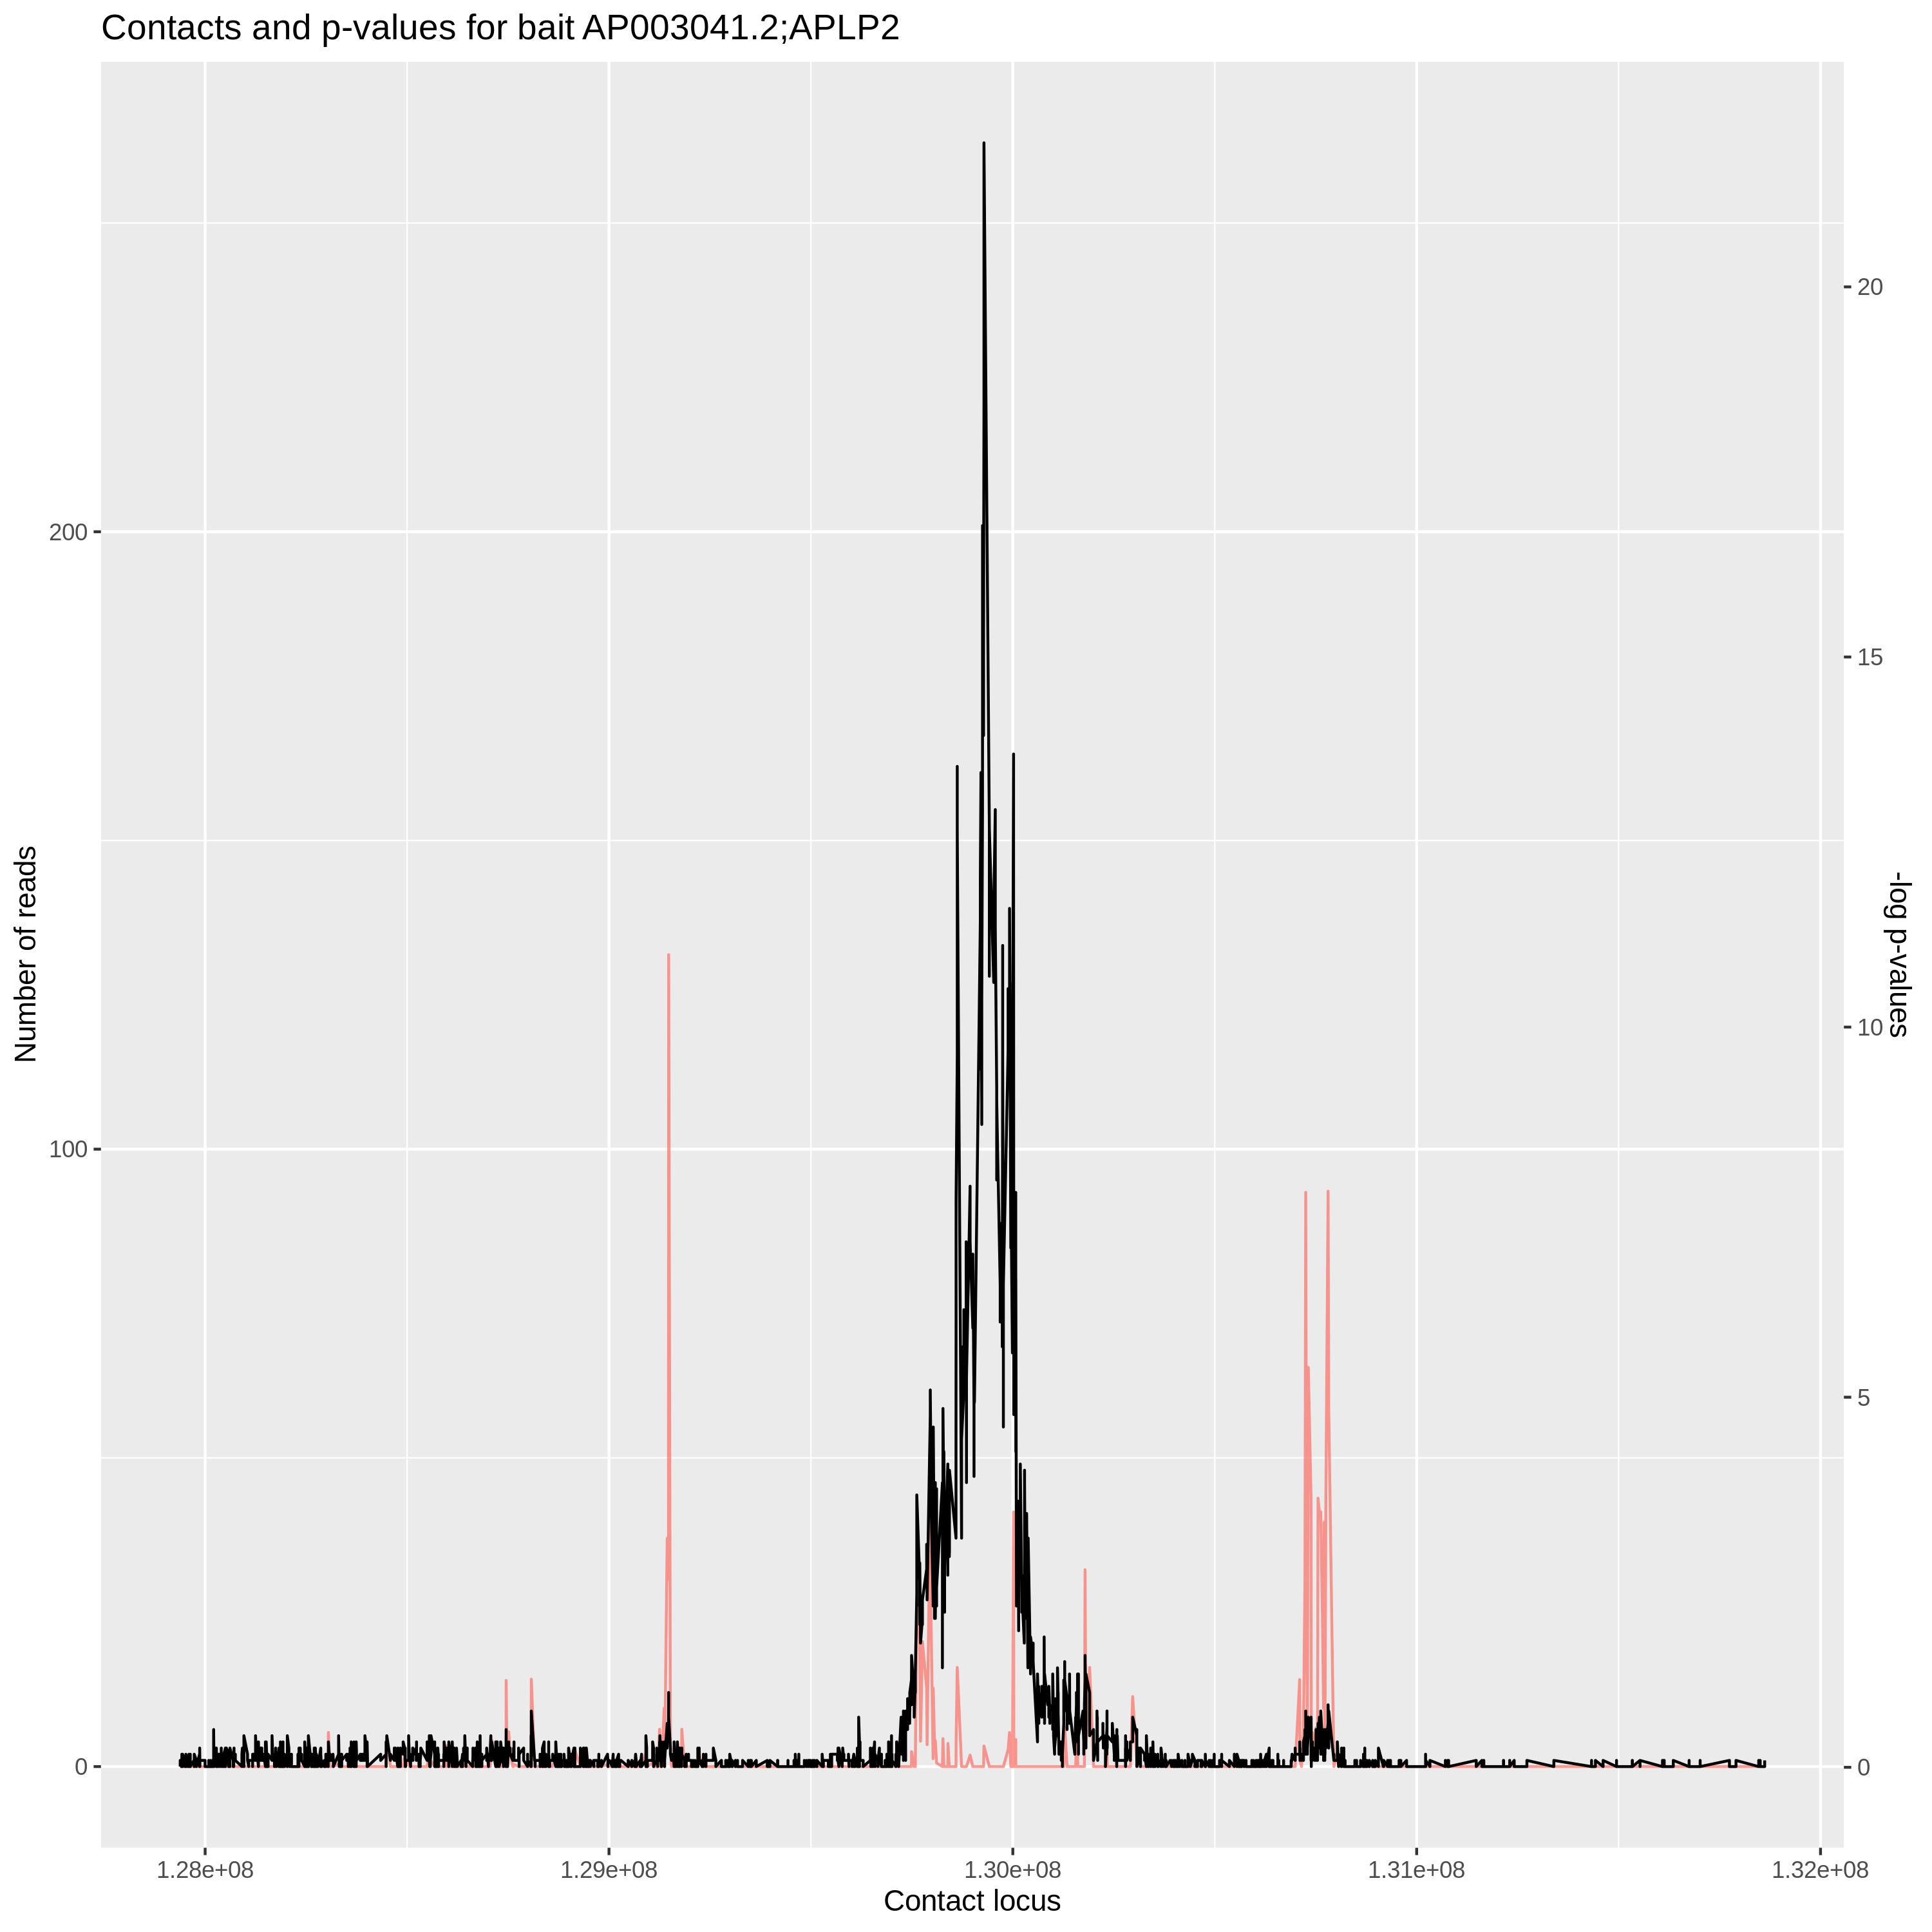 Contacts and p-values for bait AP003041.2;APLP2
Number of reads
200
100
0
20
15
10
5
0
-log p-values
1.28e+08
1.29e+08
1.30e+08
1.31e+08
1.32e+08
Contact locus